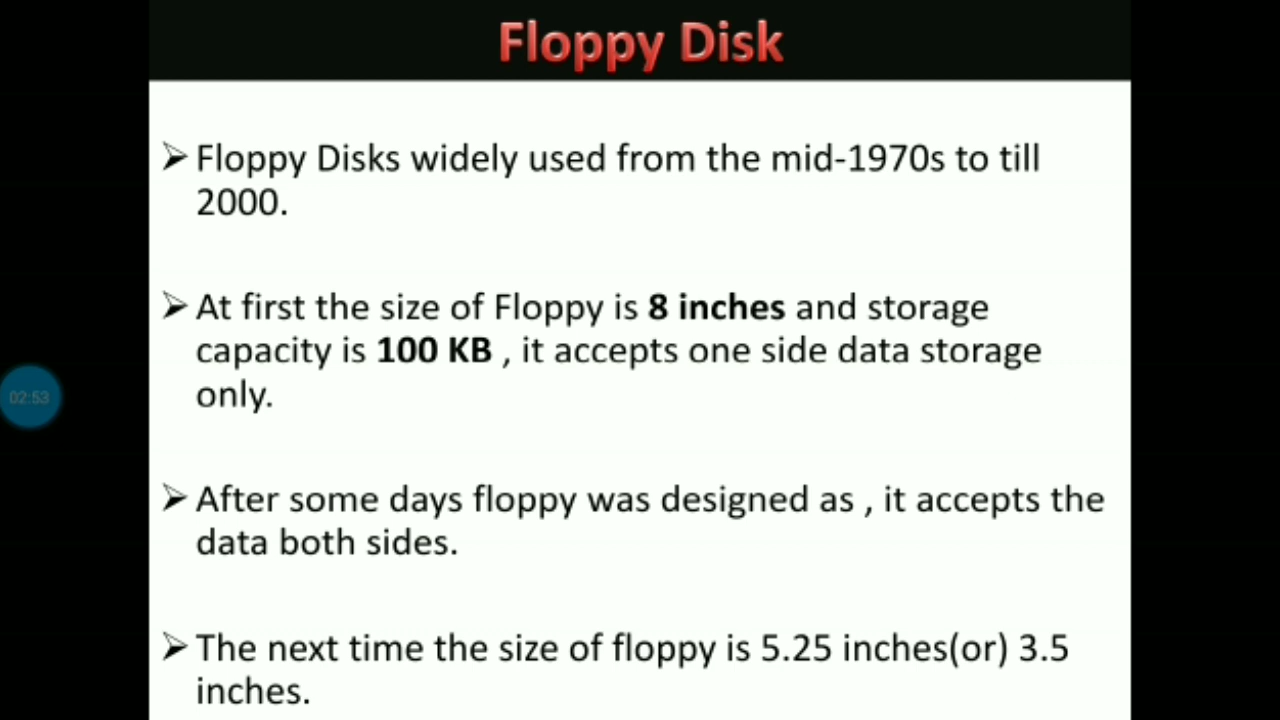 Floppy Disk
➢ Floppy Disks widely used from the mid-1970s to till
2000.
➢ At first the size of Floppy is 8 inches and storage
capacity is 100 KB , it accepts one side data storage
only.
02:53
➢ After some days floppy was designed as , it accepts the
data both sides.
➢ The next time the size of floppy is 5.25 inches(or) 3.5
inches.